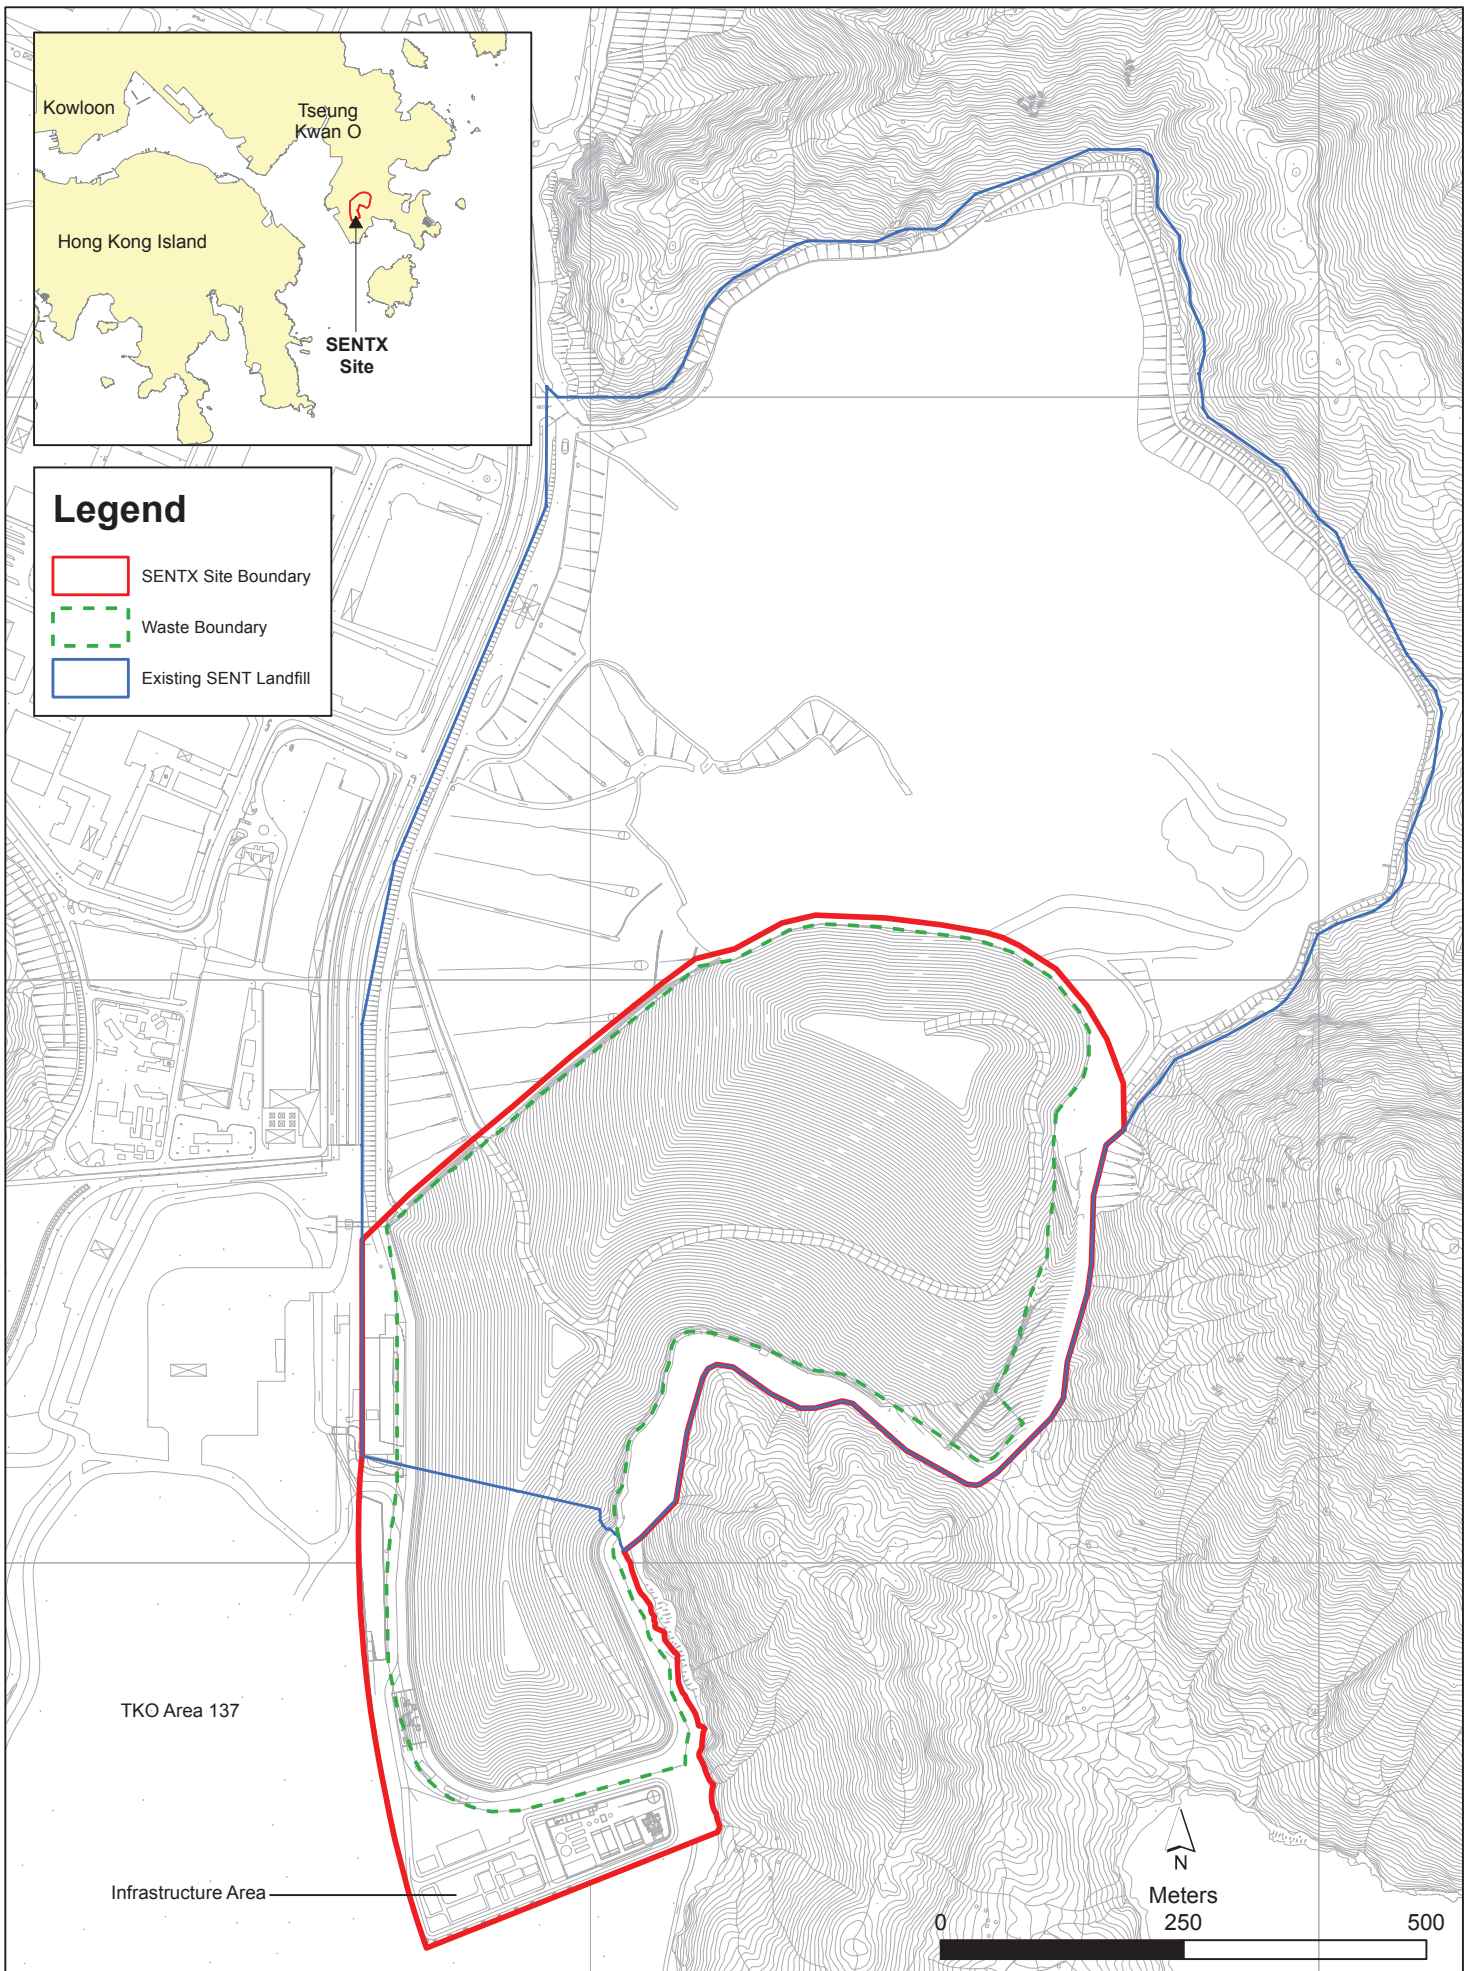 Kowloon
Tseung
Kwan O
Hong Kong Island
SENTX
Site
Legend
SENTX Site Boundary
Waste Boundary
Existing SENT Landfill
TKO Area 137
Infrastructure Area
N
Meters
0 250 500